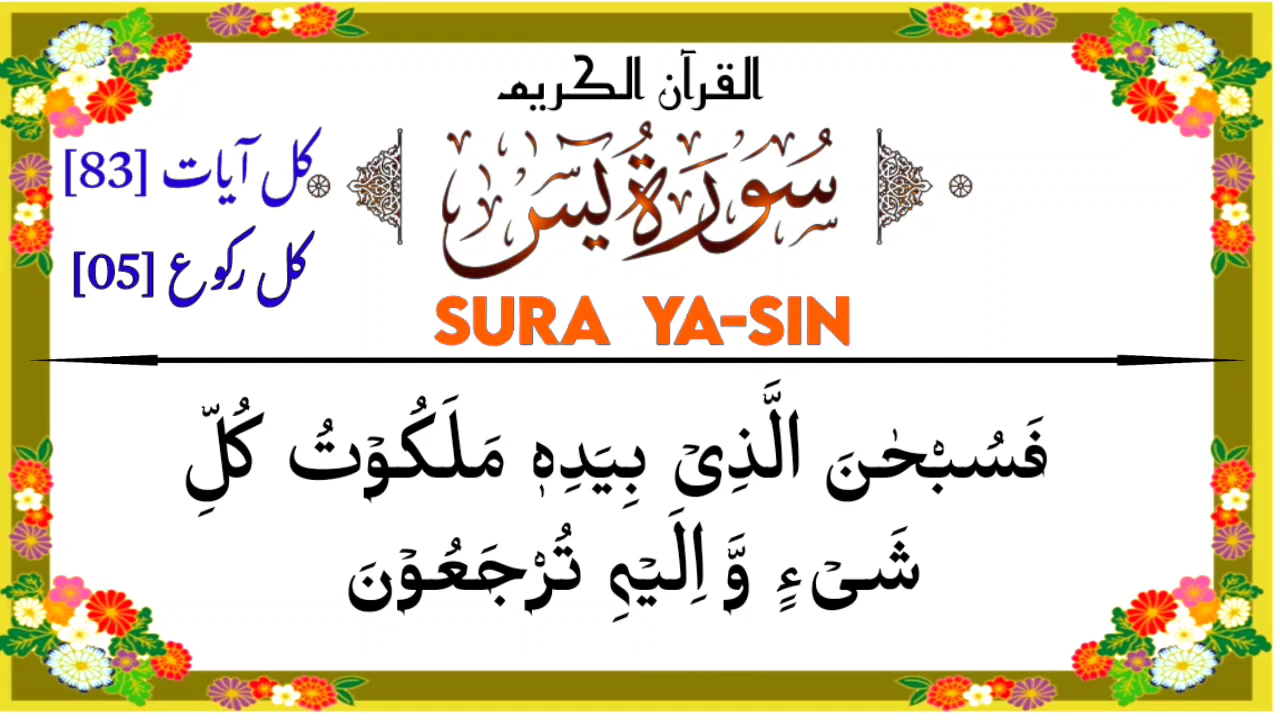 القرآن الكريم
سُورَةُ يٰسٓ
کل آیات [83]
کل رکوع [05]
SURA YA-SIN
فَسُبۡحٰنَ الَّذِىۡ بِيَدِهٖ مَلَكُوۡتُ كُلِّ
شَىۡءٍ وَّ اِلَيۡهِ تُرۡجَعُوۡنَ